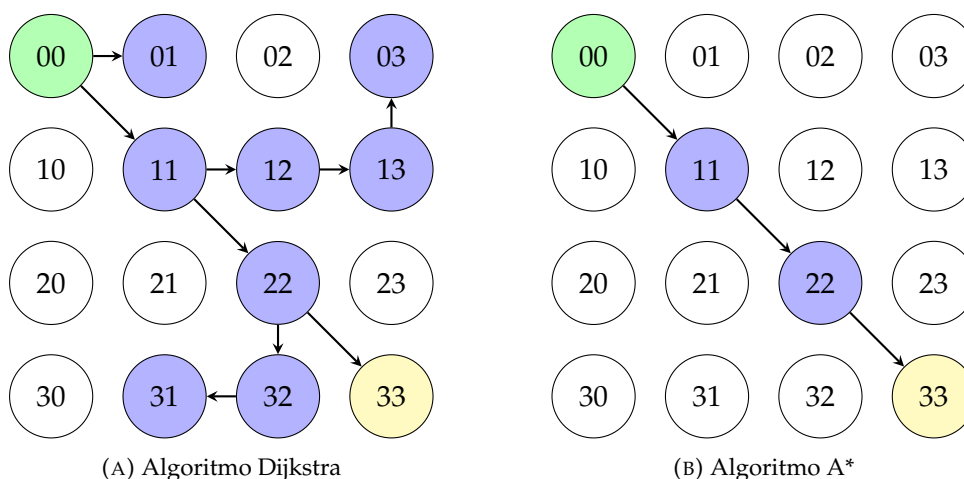 00 01 02 03 00 01 02 03
10 11 12 13 10 11 12 13
20 21 22 23 20 21 22 23
30 31 32 33 30 31 32 33
(A) Algoritmo Dijkstra
(B) Algoritmo A*